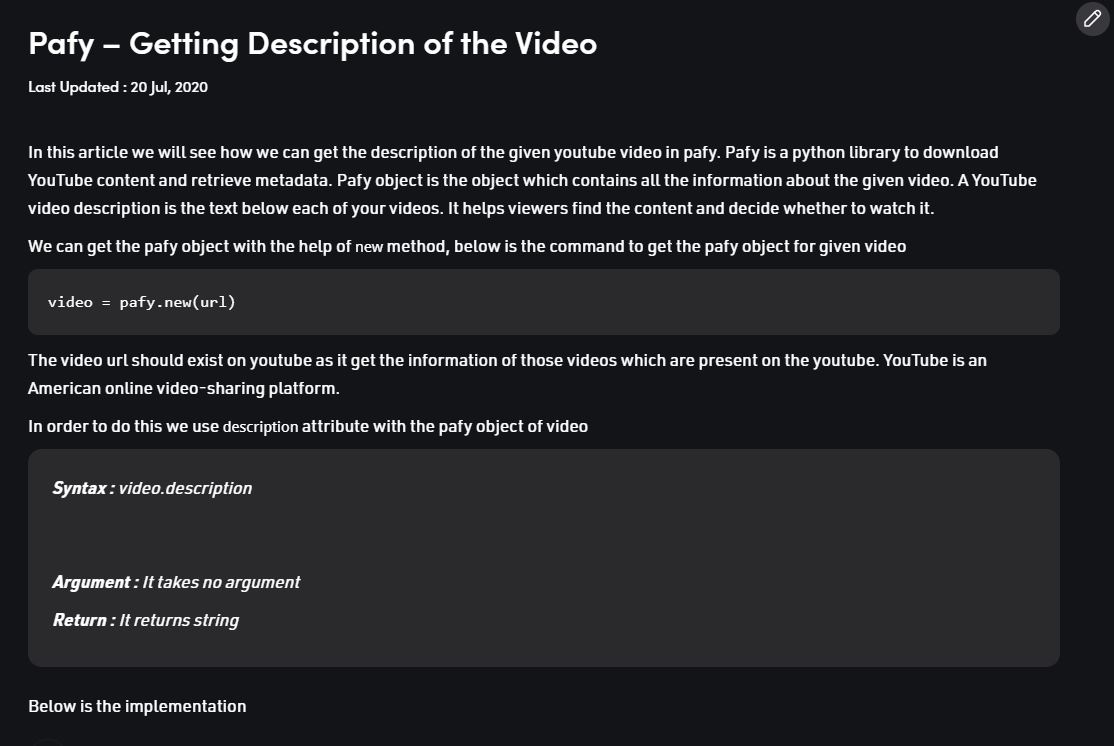 Pafy – Getting Description of the Video
Last Updated : 20 Jul, 2020
In this article we will see how we can get the description of the given youtube video in pafy. Pafy is a python library to download
YouTube content and retrieve metadata. Pafy object is the object which contains all the information about the given video. A YouTube
video description is the text below each of your videos. It helps viewers find the content and decide whether to watch it.
We can get the pafy object with the help of new method, below is the command to get the pafy object for given video
video = pafy.new(url)
The video url should exist on youtube as it get the information of those videos which are present on the youtube. YouTube is an
American online video-sharing platform.
In order to do this we use description attribute with the pafy object of video
Syntax : video.description
Argument : It takes no argument
Return : It returns string
Below is the implementation